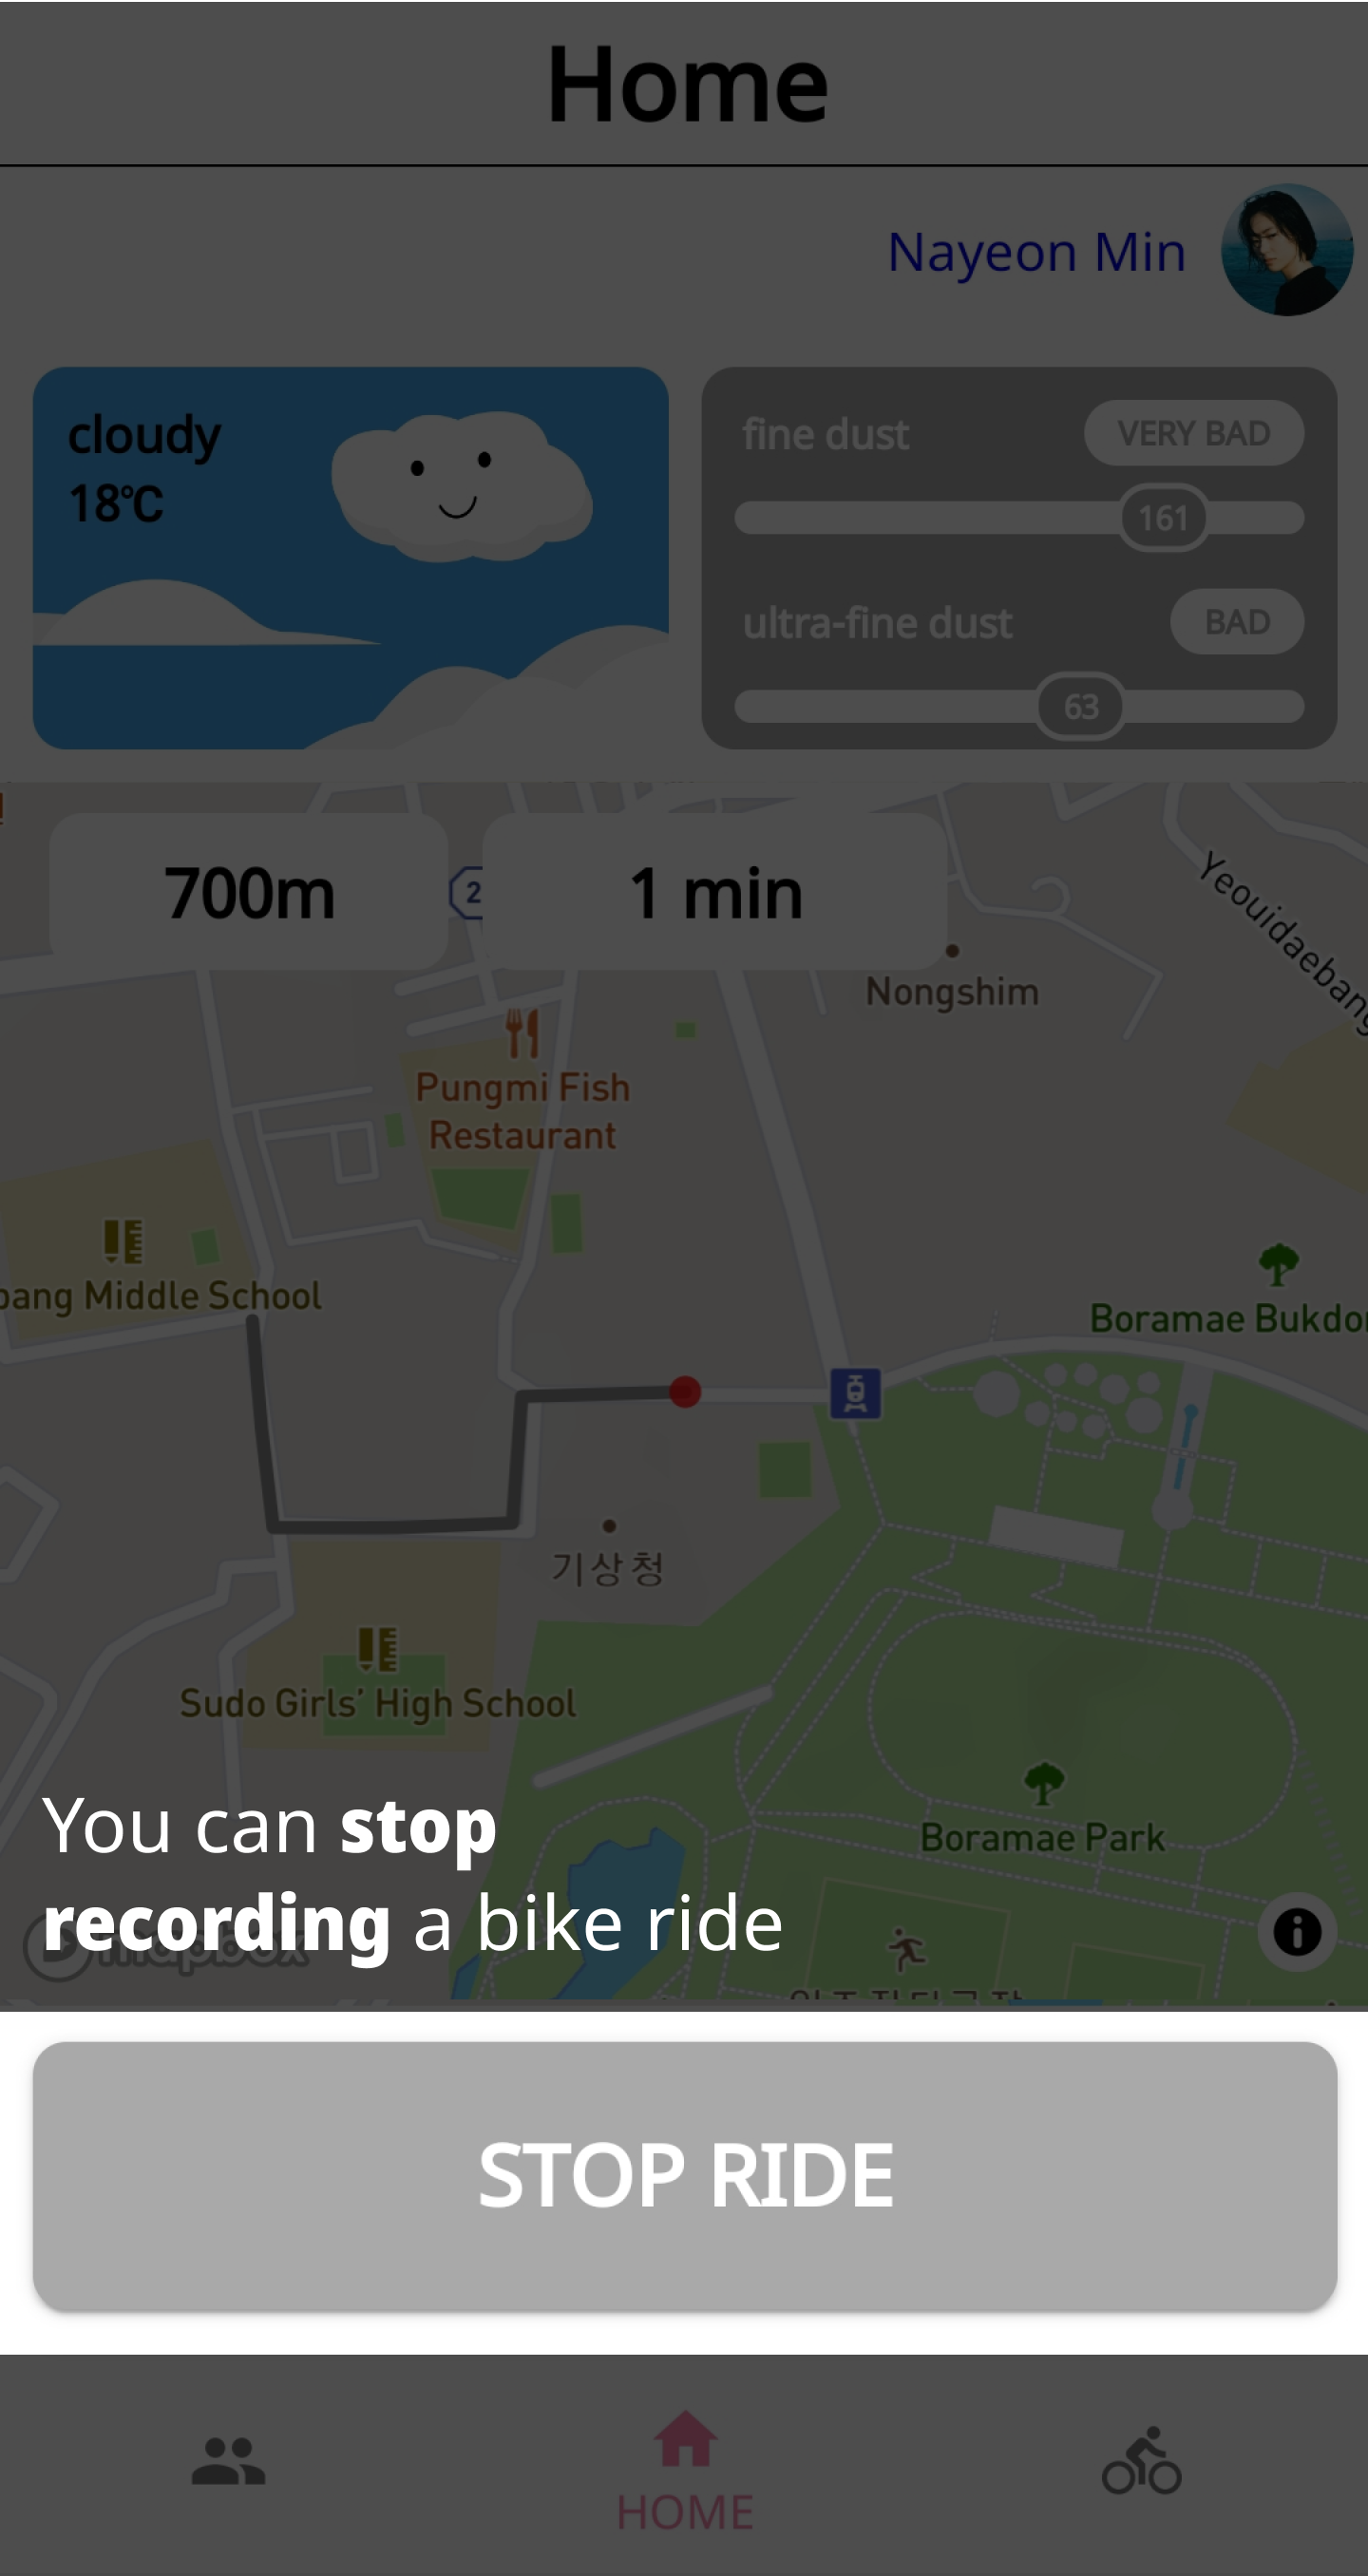 Home
Nayeon Min
cloudy
18℃
fine dust
VERY BAD
161
ultra-fine dust
BAD
63
700m
2
1 min
Yeouidaebang
Nongshim
Pungmi Fish
Restaurant
bang Middle School
Boramae Bukdo
기상청
Sudo Girls' High School
Boramae Park
You can stop
recording a bike ride
mapbox
STOP RIDE
HOME